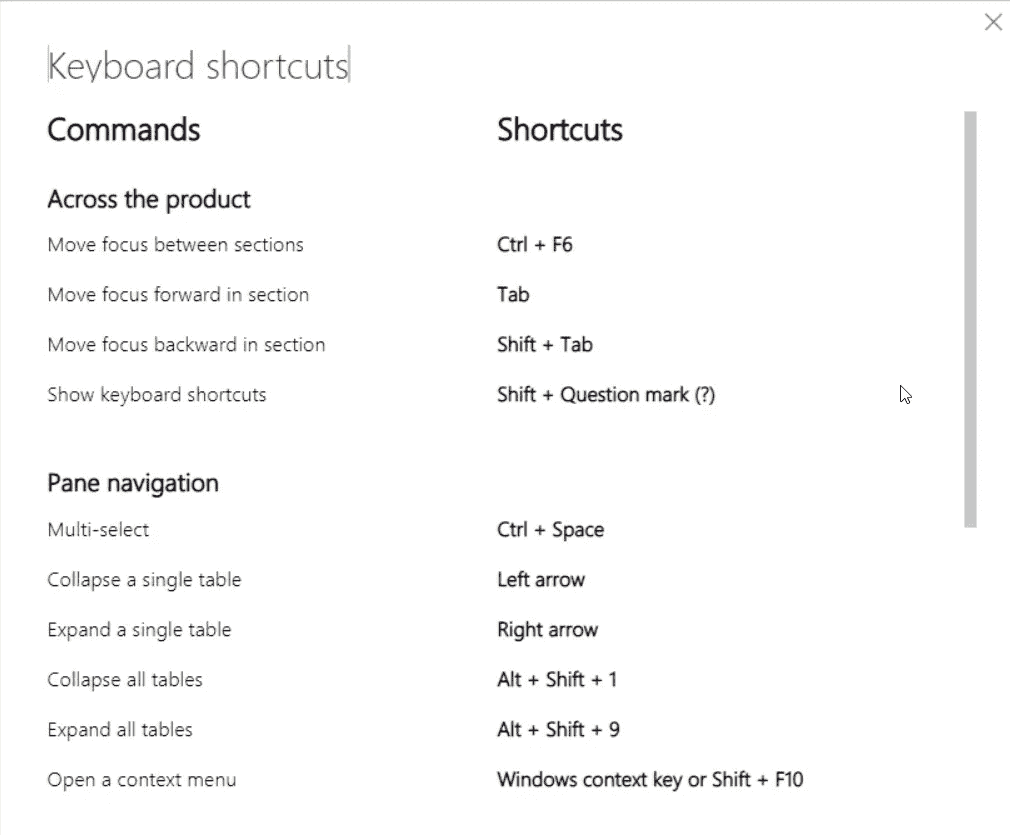 Keyboard shortcuts
Commands Shortcuts
Across the product
Move focus between sections Ctrl + F6
Move focus forward in section Tab
Move focus backward in section Shift + Tab
Show keyboard shortcuts Shift + Question mark (?)
Pane navigation
Multi-select Ctrl + Space
Collapse a single table Left arrow
Expand a single table Right arrow
Collapse all tables Alt + Shift + 1
Expand all tables Alt + Shift + 9
Open a context menu Windows context key or Shift + F10